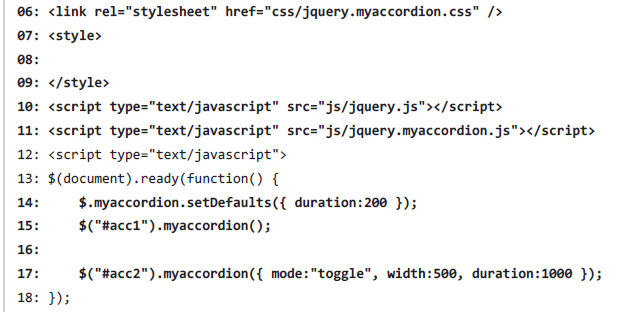 06: <link rel="stylesheet" href="css/jquery.myaccordion.css" />
07: <style>
08:
09: </style>
10: <script type="text/javascript" src="js/jquery.js"></script>
11: <script type="text/javascript" src="js/jquery.myaccordion.js"></script>
12: <script type="text/javascript">
13: $(document).ready(function() {
14:     $.myaccordion.setDefaults({ duration:200 });
15:     $("#acc1").myaccordion();
16:
17:     $("#acc2").myaccordion({ mode:"toggle", width:500, duration:1000 });
18: });